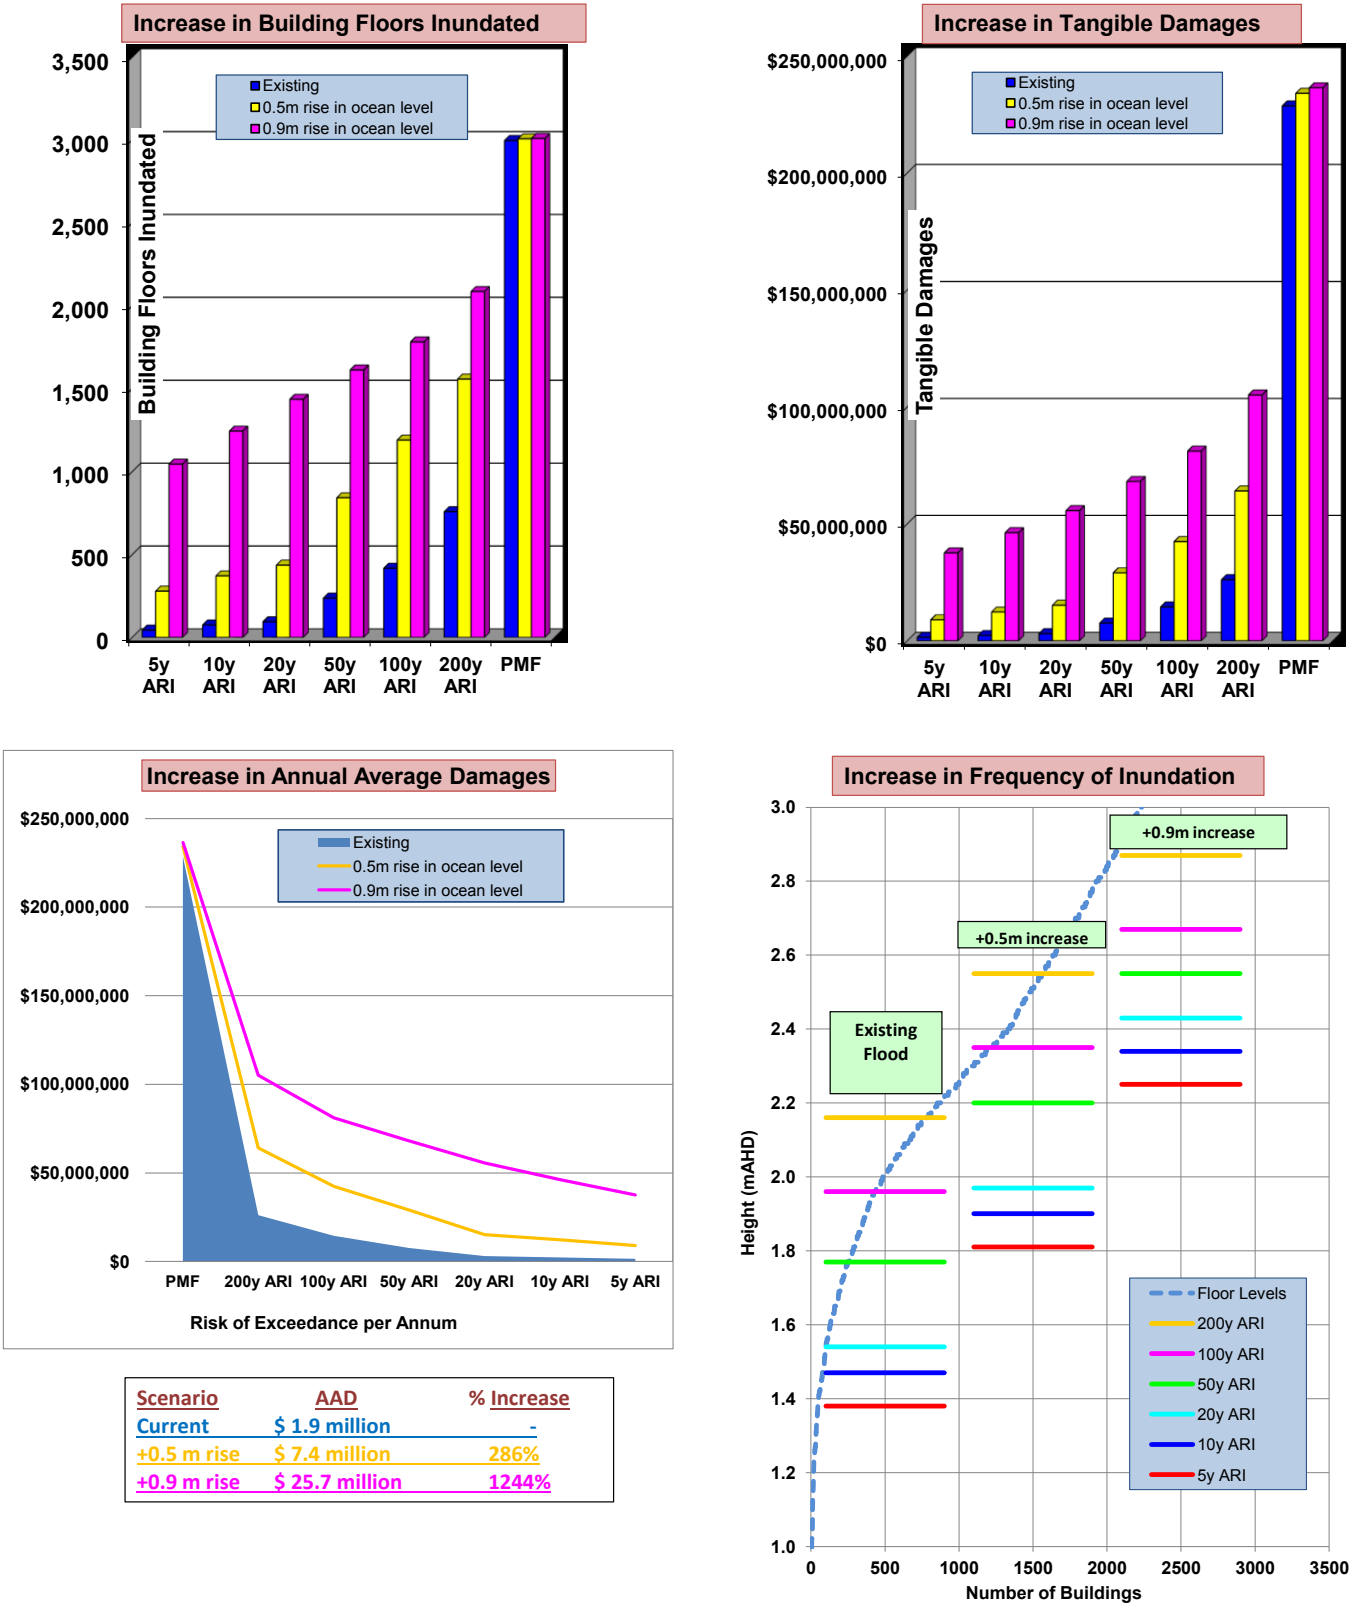 Increase in Building Floors Inundated
3,500
3,000
2,500
2,000
1,500
1,000
500
0
Building Floors Inundated
Existing
0.5m rise in ocean level
0.9m rise in ocean level
5y ARI
10y ARI
20y ARI
50y ARI
100y ARI
200y ARI
PMF
Increase in Tangible Damages
$250,000,000
$200,000,000
$150,000,000
$100,000,000
$50,000,000
$0
Tangible Damages
Existing
0.5m rise in ocean level
0.9m rise in ocean level
5y ARI
10y ARI
20y ARI
50y ARI
100y ARI
200y ARI
PMF
Increase in Annual Average Damages
$250,000,000
$200,000,000
$150,000,000
$100,000,000
$50,000,000
$0
Existing
0.5m rise in ocean level
0.9m rise in ocean level
PMF 200y ARI 100y ARI 50y ARI 20y ARI 10y ARI 5y ARI
Risk of Exceedance per Annum
Scenario AAD % Increase
Current $ 1.9 million -
+0.5 m rise $ 7.4 million 286%
+0.9 m rise $ 25.7 million 1244%
Increase in Frequency of Inundation
3.0
2.8
2.6
2.4
2.2
2.0
1.8
1.6
1.4
1.2
1.0
Height (mAHD)
+0.9m increase
+0.5m increase
Existing
Flood
Floor Levels
200y ARI
100y ARI
50y ARI
20y ARI
10y ARI
5y ARI
0 500 1000 1500 2000 2500 3000 3500
Number of Buildings